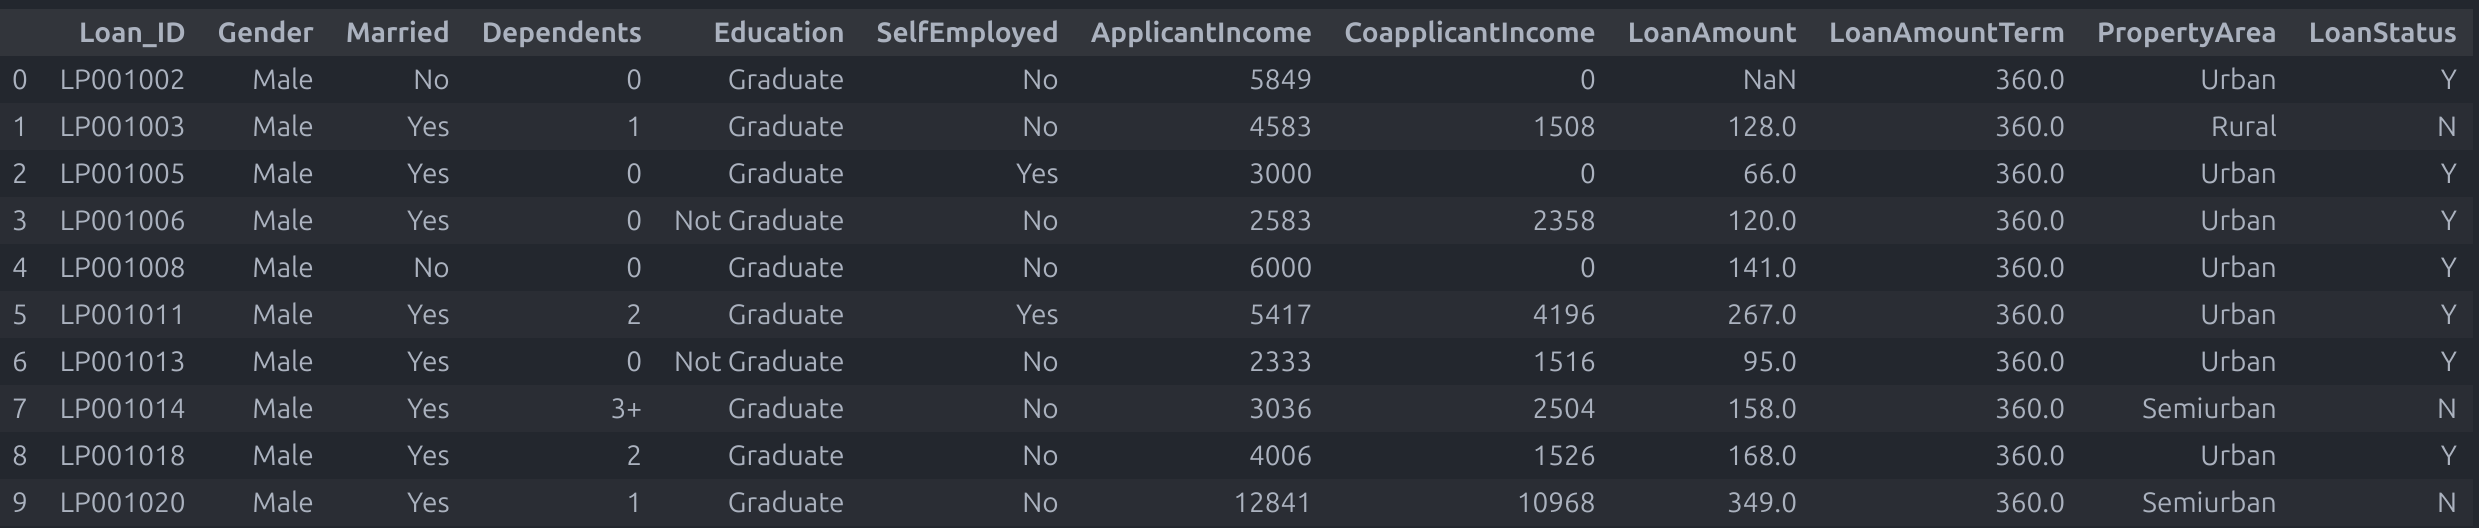 Loan_ID Gender Married Dependents Education SelfEmployed ApplicantIncome CoapplicantIncome LoanAmount LoanAmountTerm PropertyArea LoanStatus
0 LP001002 Male No 0 Graduate No 5849 0 NaN 360.0 Urban Y
1 LP001003 Male Yes 1 Graduate No 4583 1508 128.0 360.0 Rural N
2 LP001005 Male Yes 0 Graduate Yes 3000 0 66.0 360.0 Urban Y
3 LP001006 Male Yes 0 Not Graduate No 2583 2358 120.0 360.0 Urban Y
4 LP001008 Male No 0 Graduate No 6000 0 141.0 360.0 Urban Y
5 LP001011 Male Yes 2 Graduate Yes 5417 4196 267.0 360.0 Urban Y
6 LP001013 Male Yes 0 Not Graduate No 2333 1516 95.0 360.0 Urban Y
7 LP001014 Male Yes 3+ Graduate No 3036 2504 158.0 360.0 Semiurban N
8 LP001018 Male Yes 2 Graduate No 4006 1526 168.0 360.0 Urban Y
9 LP001020 Male Yes 1 Graduate No 12841 10968 349.0 360.0 Semiurban N